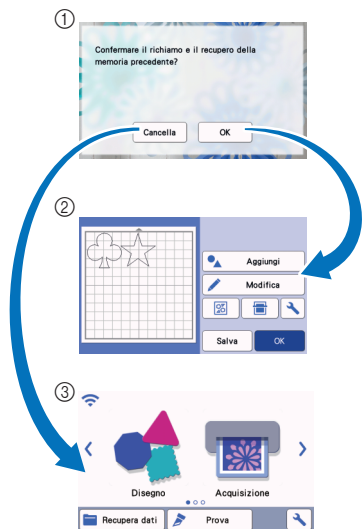 ①
Confermare il richiamo e il recupero della
memoria precedente?
Cancella OK
②
Aggiungi
Modifica
Salva OK
③
Disegno Acquisizione
Recupera dati Prova